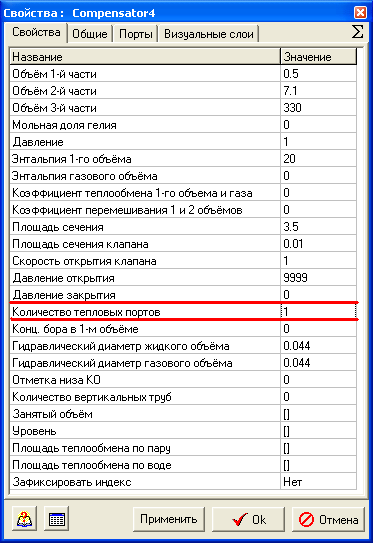 Свойства : Compensator4
Свойства Общие Порты Визуальные слои Σ
Название Значение
Объём 1-й части 0.5
Объём 2-й части 7.1
Объём 3-й части 330
Мольная доля гелия 0
Давление 1
Энтальпия 1-го объёма 20
Энтальпия газового объёма 0
Коэффициент теплообмена 1-го объема и газа 0
Коэффициент перемешивания 1 и 2 объёмов 0
Площадь сечения 3.5
Площадь сечения клапана 0.01
Скорость открытия клапана 1
Давление открытия 9999
Давление закрытия 0
Количество тепловых портов 1
Конц. бора в 1-м объёме 0
Гидравлический диаметр жидкого объёма 0.044
Гидравлический диаметр газового объёма 0.044
Отметка низа КО 0
Количество вертикальных труб 0
Занятый объём []
Уровень []
Площадь теплообмена по пару []
Площадь теплообмена по воде []
Зафиксировать индекс Нет
Применить Ok Отмена